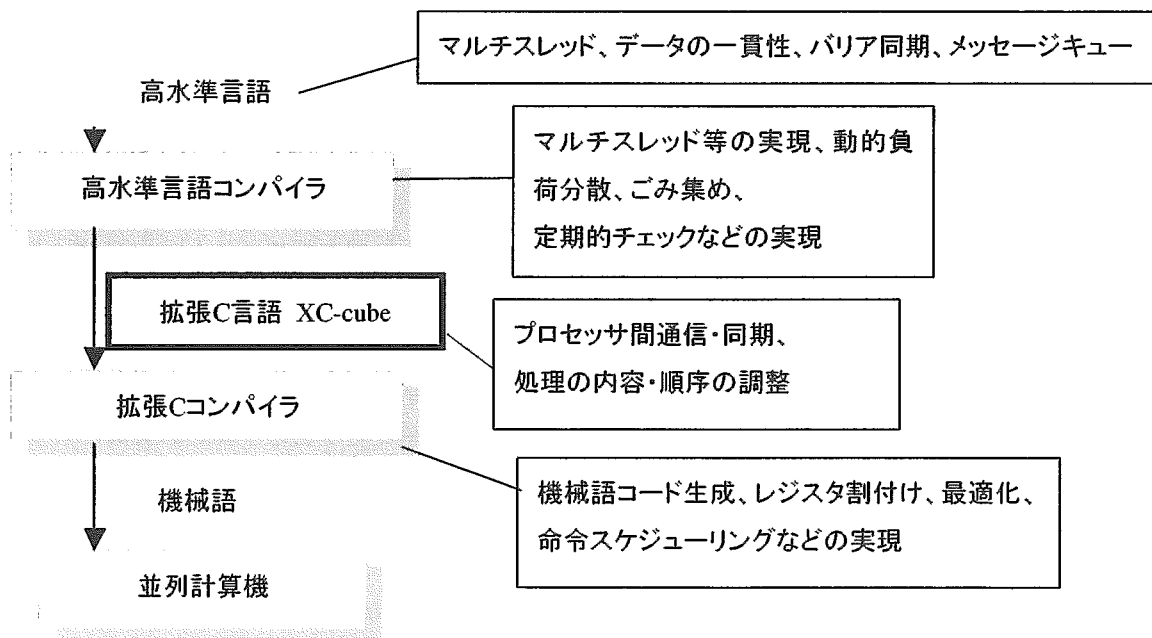 マルチスレッド、データの一貫性、バリア同期、メッセージキュー
高水準言語
マルチスレッド等の実現、動的負
荷分散、ごみ集め、
定期的チェックなどの実現
高水準言語コンパイラ
拡張C言語 XC-cube
プロセッサ間通信・同期、
処理の内容・順序の調整
拡張Cコンパイラ
機械語コード生成、レジスタ割付け、最適化、
命令スケジューリングなどの実現
機械語
並列計算機